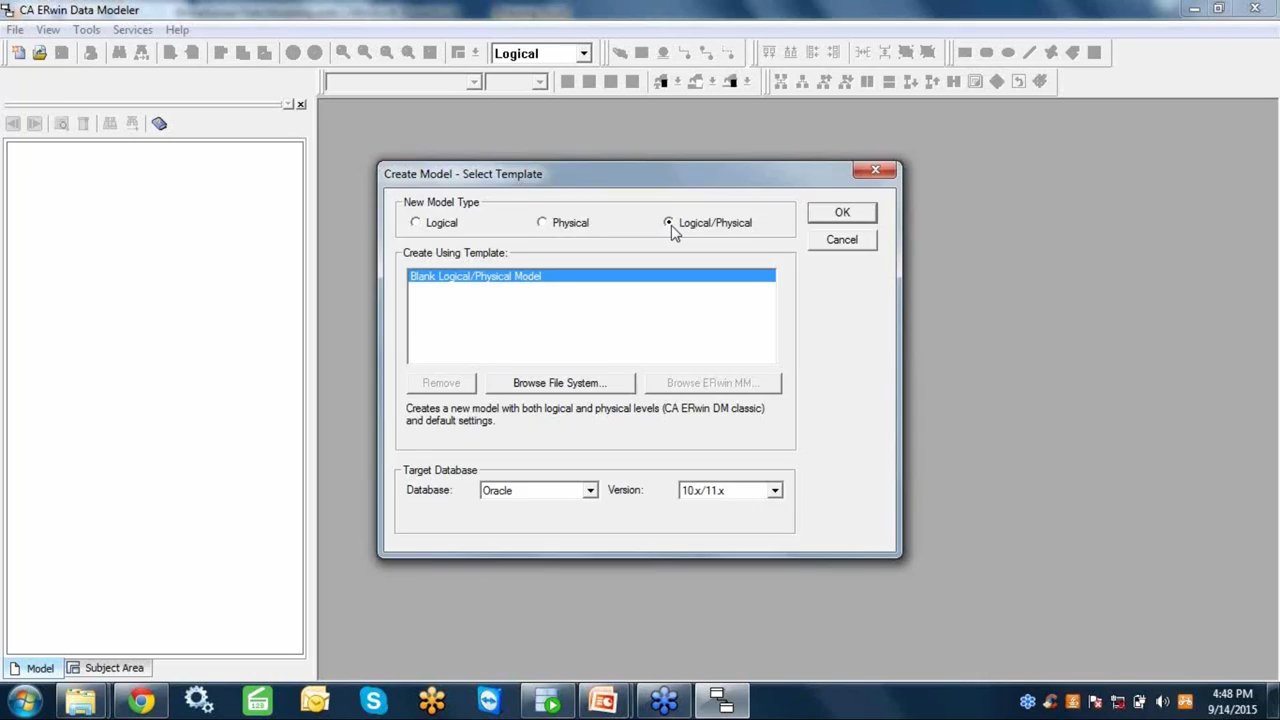 CA ERwin Data Modeler
File View Tools Services Help
Logical
Create Model - Select Template
New Model Type
Logical Physical Logical/Physical
OK
Create Using Template:
Cancel
Blank Logical/Physical Model
Remove Browse File System... Browse ERwin MM...
Creates a new model with both logical and physical levels (CA ERwin DM classic)
and default settings.
Target Database
Database: Oracle Version: 10.x/11.x
Model Subject Area
123
4:48 PM
9/14/2015